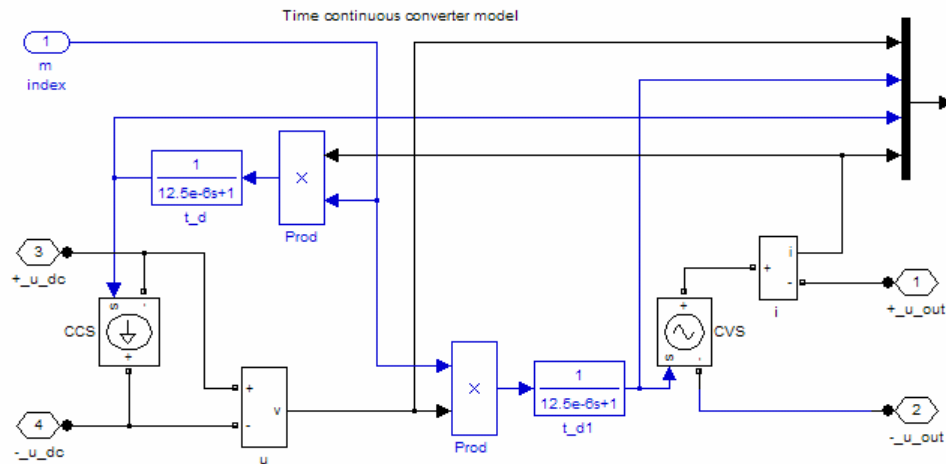 Time continuous converter model
1
m
index
1
12.5e-6s+1
t_d
×
Prod
3
+_u_dc
s
-
CCS
+
4
-_u_dc
+
v
-
u
×
Prod
1
12.5e-6s+1
t_d1
+
CVS
s
-
+
i
-
i
1
+_u_out
2
-_u_out